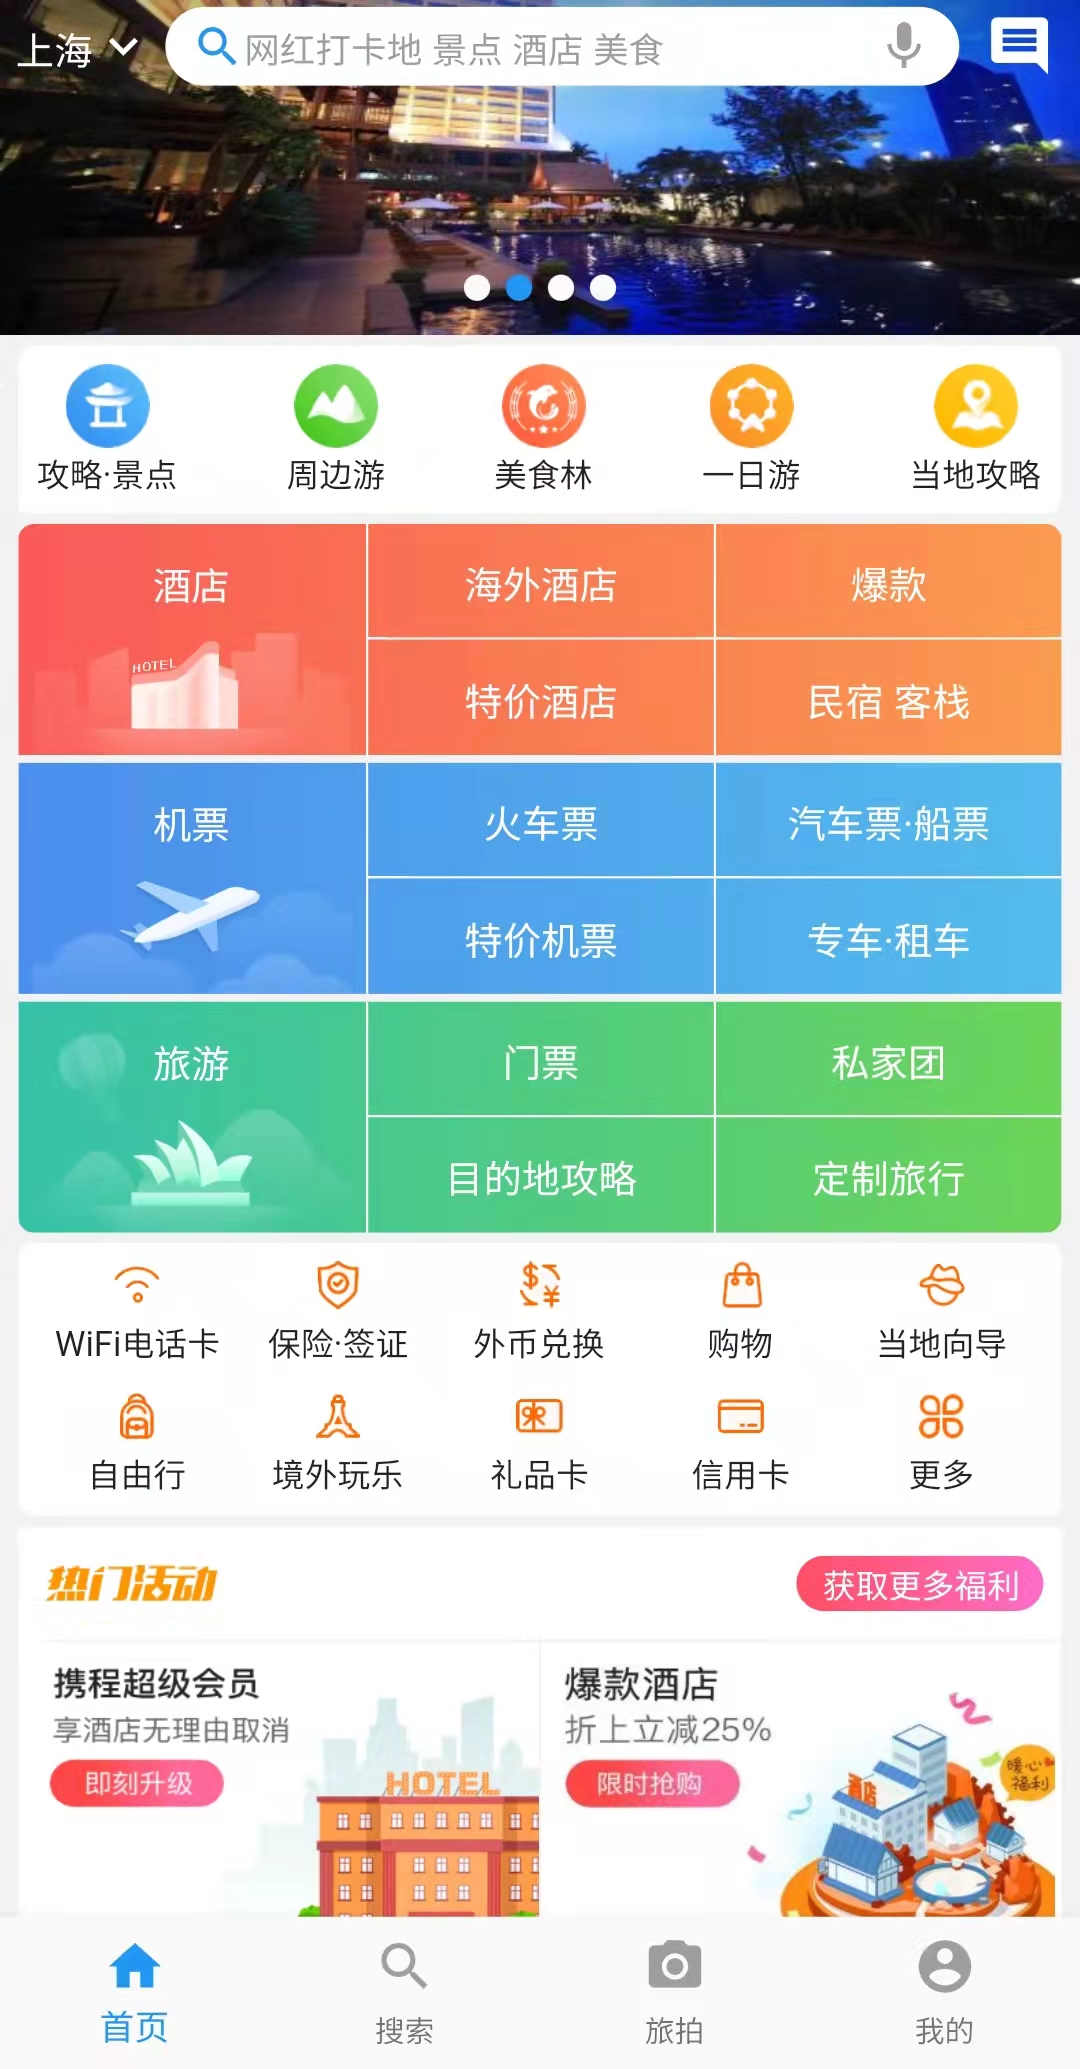 上海
网红打卡地 景点 酒店 美食
攻略·景点
周边游
美食林
一日游
当地攻略
酒店
HOTEL
海外酒店
爆款
特价酒店
民宿 客栈
机票
火车票
汽车票·船票
特价机票
专车·租车
旅游
门票
私家团
目的地攻略
定制旅行
WiFi电话卡
保险·签证
外币兑换
购物
当地向导
自由行
境外玩乐
礼品卡
信用卡
更多
热门活动
获取更多福利
携程超级会员
享酒店无理由取消
即刻升级
HOTEL
爆款酒店
折上立减25%
限时抢购
酒店
暖心
福利
首页
搜索
旅拍
我的